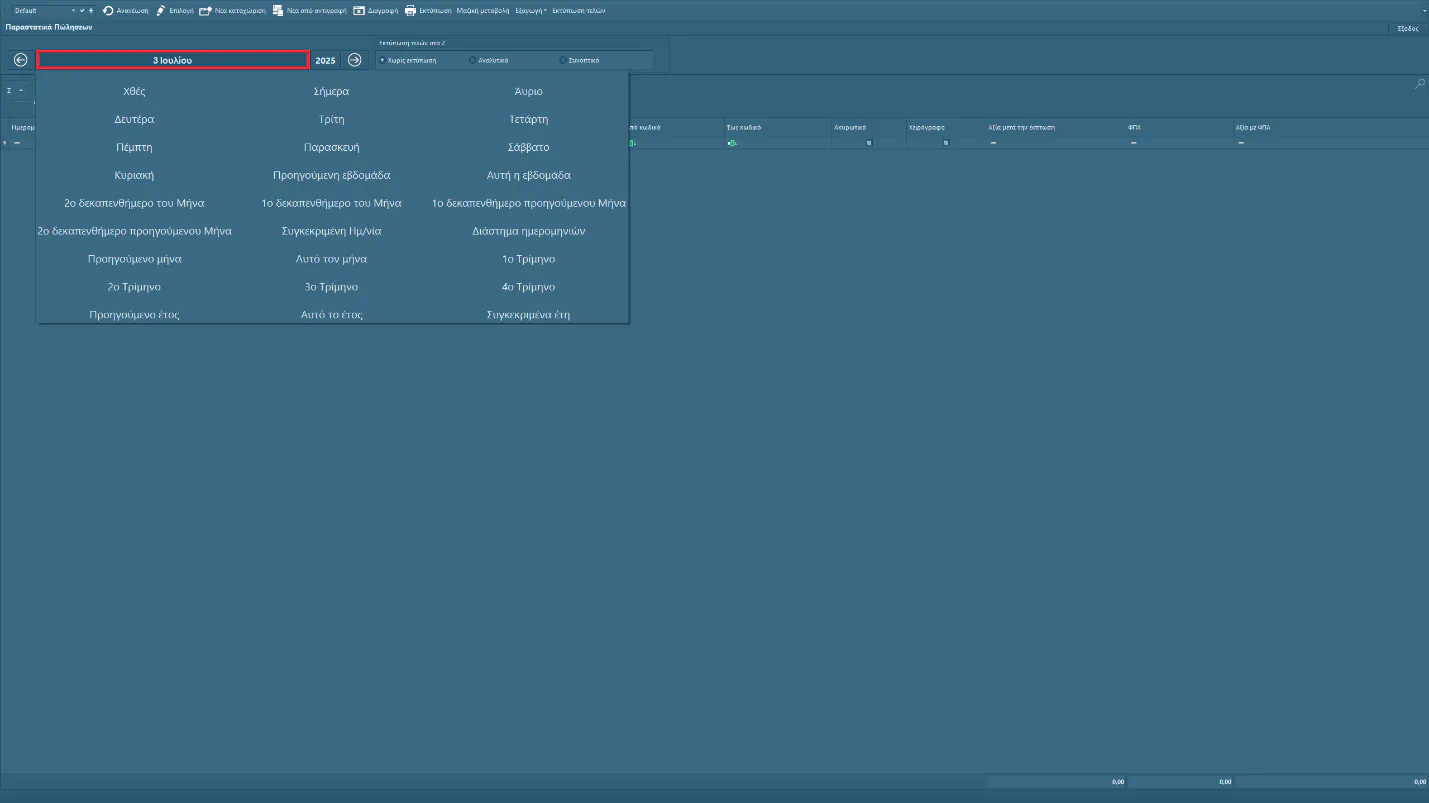 Default Ανανέωση Επιλογή Νέα καταχώριση Νέα από αντιγραφή Διαγραφή Εκτύπωση Μαζική μεταβολή Εξαγωγή Εκτύπωση τελών
Παραστατικά Πώλησεων
Έξοδος
Εκτύπωση τελών στο Ζ
3 Ιουλίου 2025 Χωρίς εκτύπωση Αναλυτικό Συνοπτικό
Χθές Σήμερα Άυριο
Ζ
Δευτέρα Τρίτη Τετάρτη
Ημερομ πό κωδικό Έως κωδικό Ακυρωτικό Χειρόγραφο Αξία μετά την έκπτωση ΦΠΑ Αξία με ΦΠΑ
Πέμπτη Παρασκευή Σάββατο
Κυριακή Προηγούμενη εβδομάδα Αυτή η εβδομάδα
2ο δεκαπενθήμερο του Μήνα 1ο δεκαπενθήμερο του Μήνα 1ο δεκαπενθήμερο προηγούμενου Μήνα
2ο δεκαπενθήμερο προηγούμενου Μήνα Συγκεκριμένη Ημ/νία Διάστημα ημερομηνιών
Προηγούμενο μήνα Αυτό τον μήνα 1ο Τρίμηνο
2ο Τρίμηνο 3ο Τρίμηνο 4ο Τρίμηνο
Προηγούμενο έτος Αυτό το έτος Συγκεκριμένα έτη
0,00 0,00 0,00